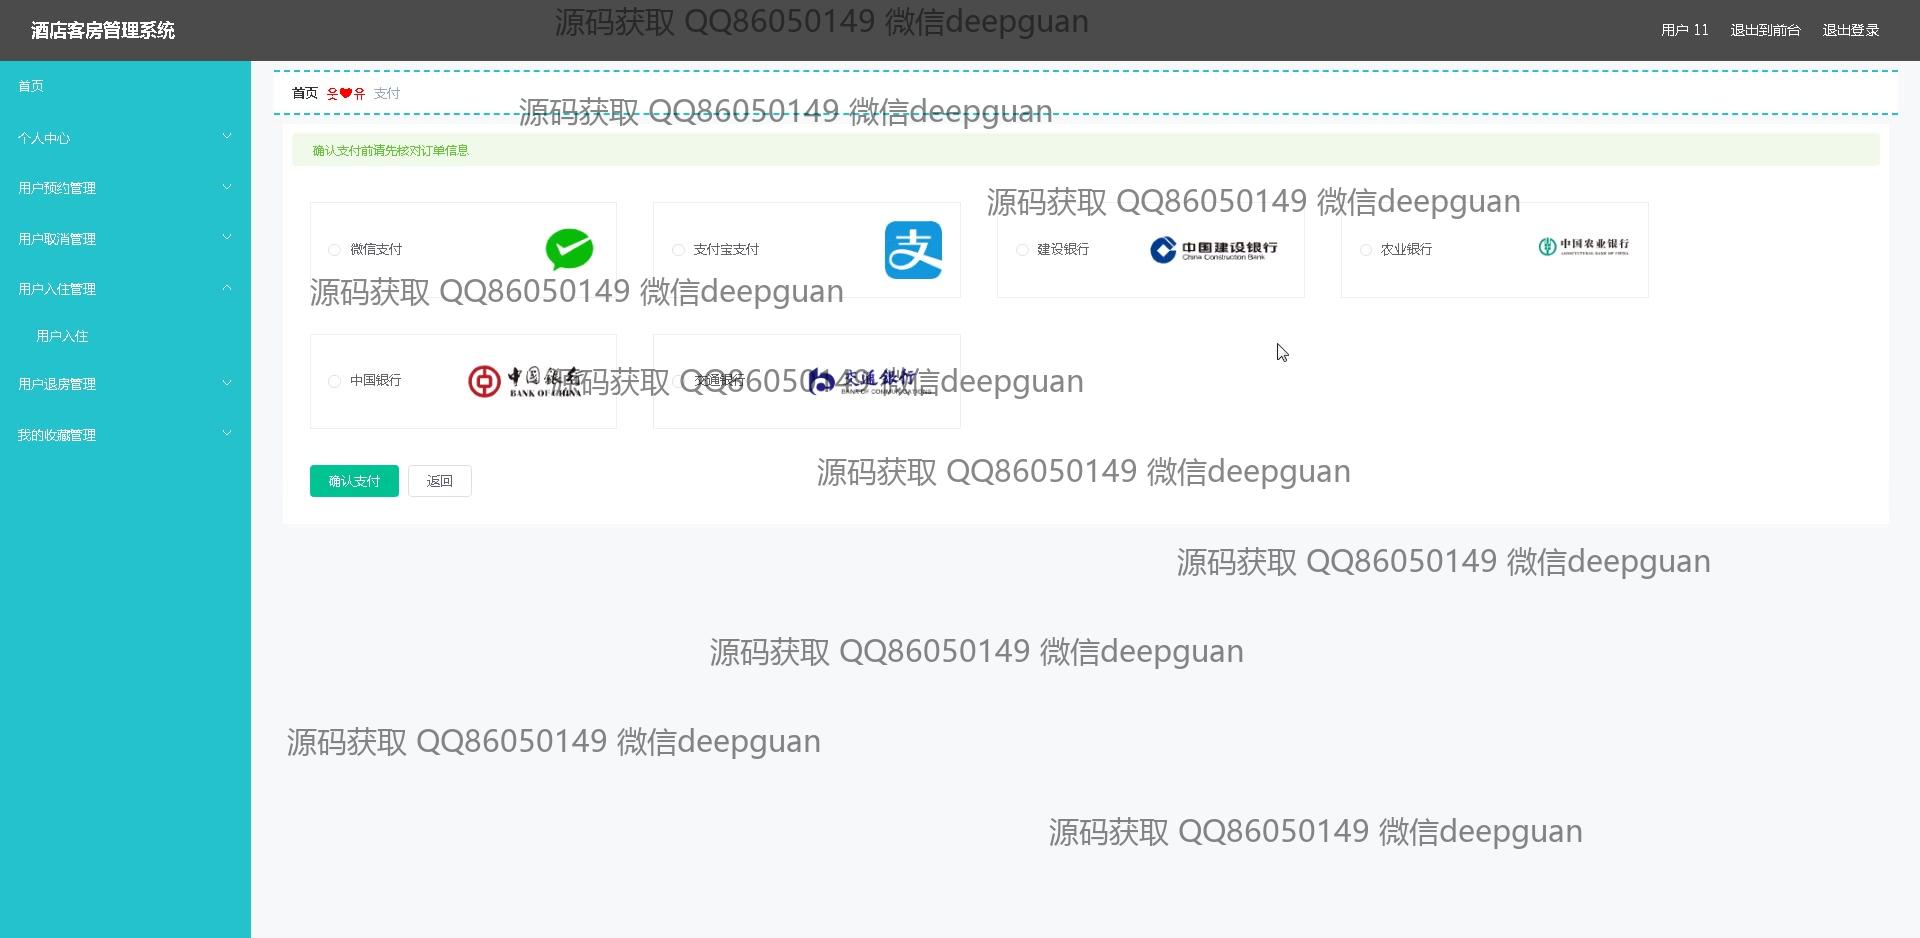 酒店客房管理系统
源码获取 QQ86050149 微信deepguan
用户 11 退出到前台 退出登录
首页
个人中心
用户预约管理
用户取消管理
用户入住管理
用户入住
用户退房管理
我的收藏管理
首页 웃❤유 支付
源码获取 QQ86050149 微信deepguan
确认支付前请先核对订单信息
源码获取 QQ86050149 微信deepguan
微信支付
支付宝支付
支
建设银行
中国建设银行
China Construction Bank
农业银行
中国农业银行
AGRICULTURAL BANK OF CHINA
源码获取 QQ86050149 微信deepguan
中国银行
中国银行
BANK OF CHINA
交通银行
交通银行
BANK OF COMMUNICATIONS
源码获取 QQ86050149 微信deepguan
源码获取 QQ86050149 微信deepguan
确认支付 返回
源码获取 QQ86050149 微信deepguan
源码获取 QQ86050149 微信deepguan
源码获取 QQ86050149 微信deepguan
源码获取 QQ86050149 微信deepguan